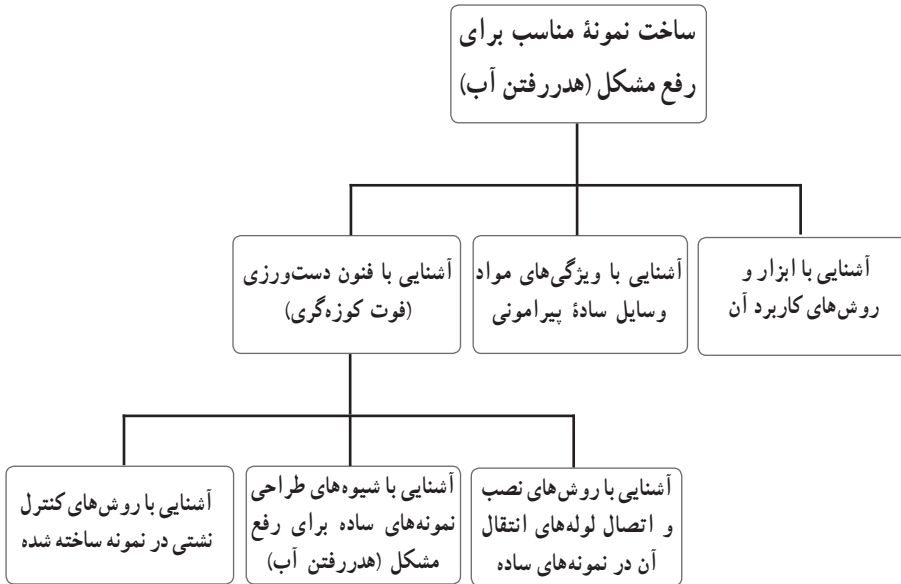 ساخت نمونهٔ مناسب برای
رفع مشکل (هدررفتن آب)
آشنایی با ابزار و
روش‌های کاربرد آن
آشنایی با ویژگی‌های مواد
وسایل سادهٔ پیرامونی
آشنایی با فنون دست‌ورزی
(فوت کوزه‌گری)
آشنایی با روش‌های نصب
و اتصال لوله‌های انتقال
آن در نمونه‌های ساده
آشنایی با شیوه‌های طراحی
نمونه‌های ساده برای رفع
مشکل (هدررفتن آب)
آشنایی با روش‌های کنترل
نشتی در نمونه ساخته شده